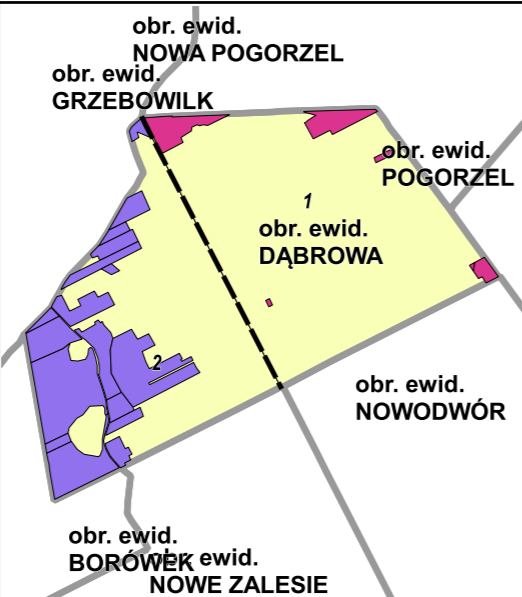 obr. ewid.
NOWA POGORZEL
obr. ewid.
GRZEBOWILK
obr. ewid.
POGORZEL
1
obr. ewid.
DĄBROWA
2
obr. ewid.
NOWODWÓR
obr. ewid.
BORÓWEK
obr. ewid.
NOWE ZALESIE